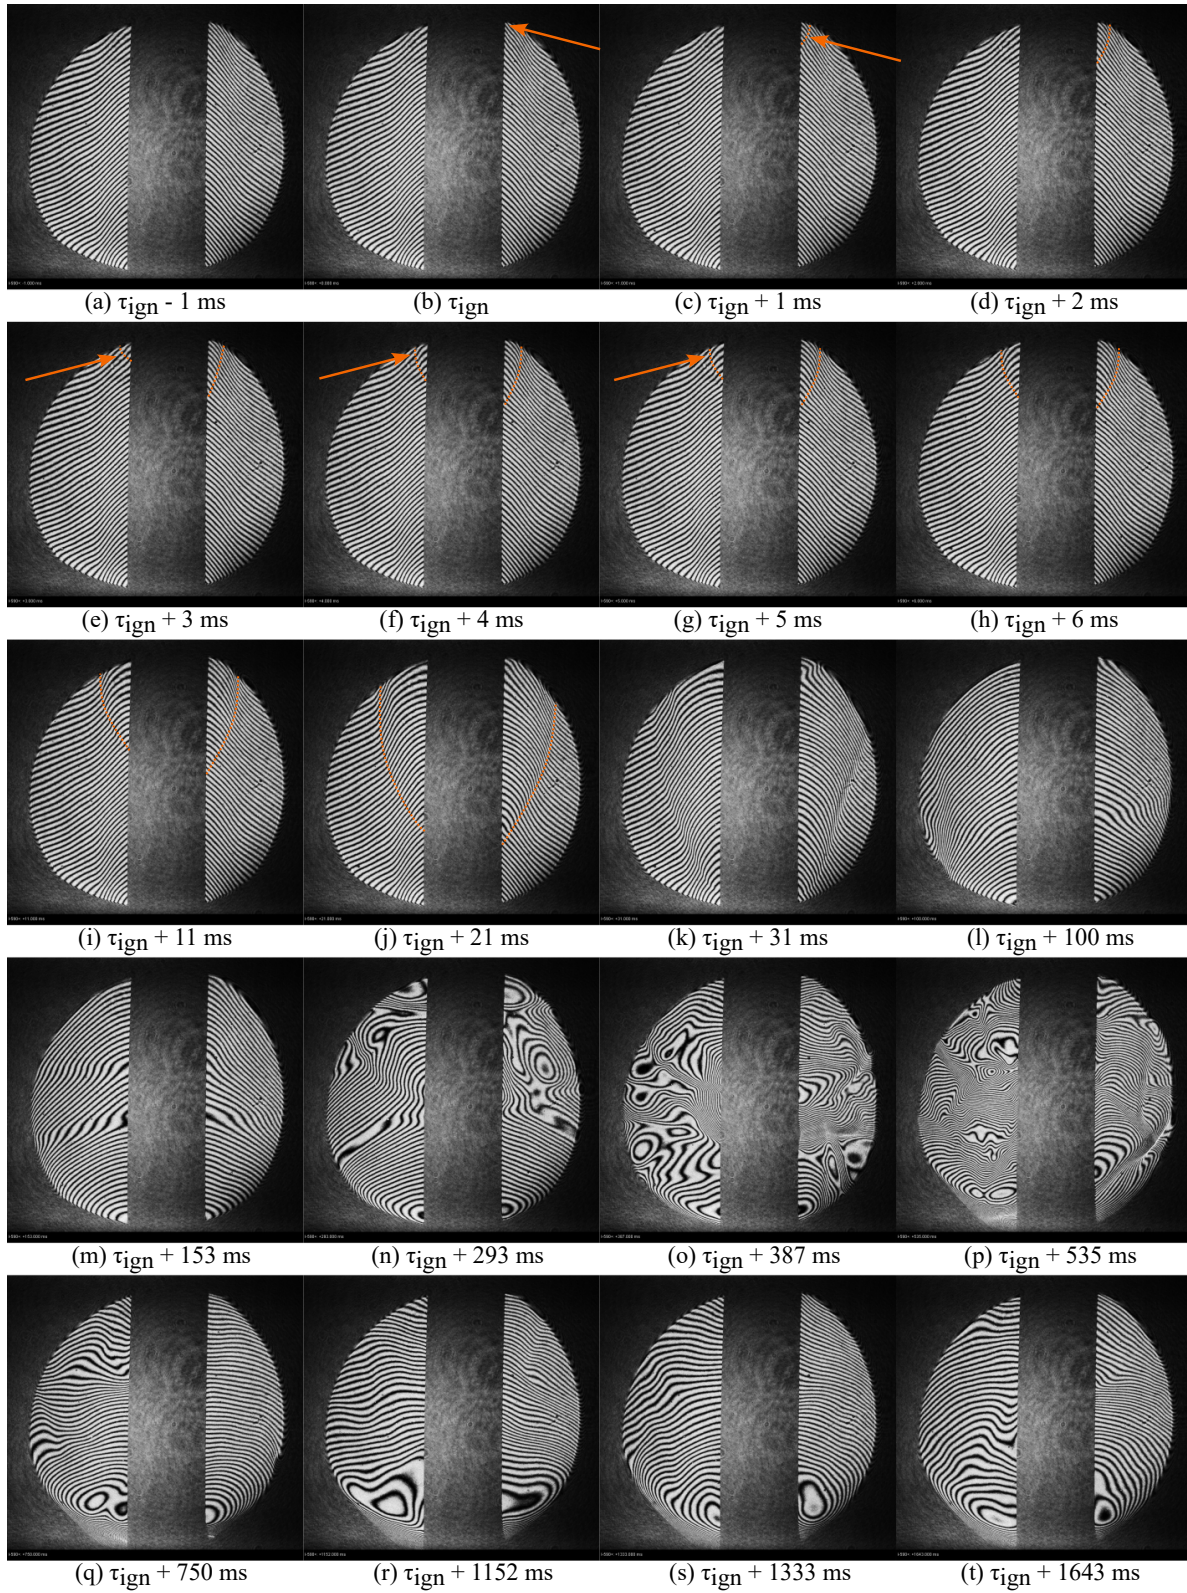 (a) τign - 1 ms
(b) τign
(c) τign + 1 ms
(d) τign + 2 ms
(e) τign + 3 ms
(f) τign + 4 ms
(g) τign + 5 ms
(h) τign + 6 ms
(i) τign + 11 ms
(j) τign + 21 ms
(k) τign + 31 ms
(l) τign + 100 ms
(m) τign + 153 ms
(n) τign + 293 ms
(o) τign + 387 ms
(p) τign + 535 ms
(q) τign + 750 ms
(r) τign + 1152 ms
(s) τign + 1333 ms
(t) τign + 1643 ms